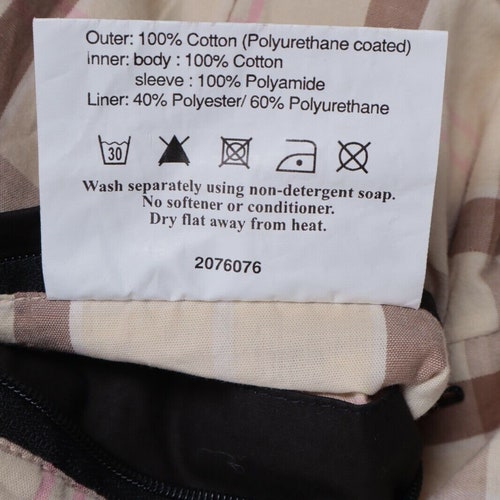 Outer: 100% Cotton (Polyurethane coated)
inner: body : 100% Cotton
sleeve : 100% Polyamide
Liner: 40% Polyester/ 60% Polyurethane
30
Wash separately using non-detergent soap.
No softener or conditioner.
Dry flat away from heat.
2076076